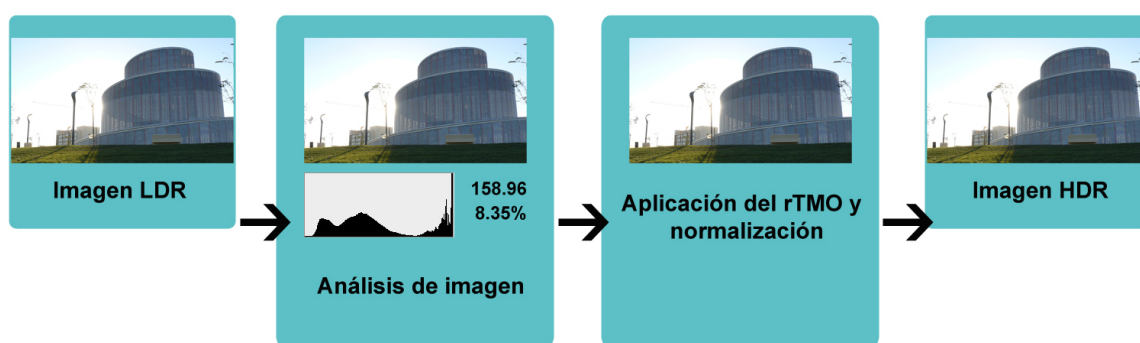 Imagen LDR
158.96
8.35%
Análisis de imagen
Aplicación del rTMO y
normalización
Imagen HDR